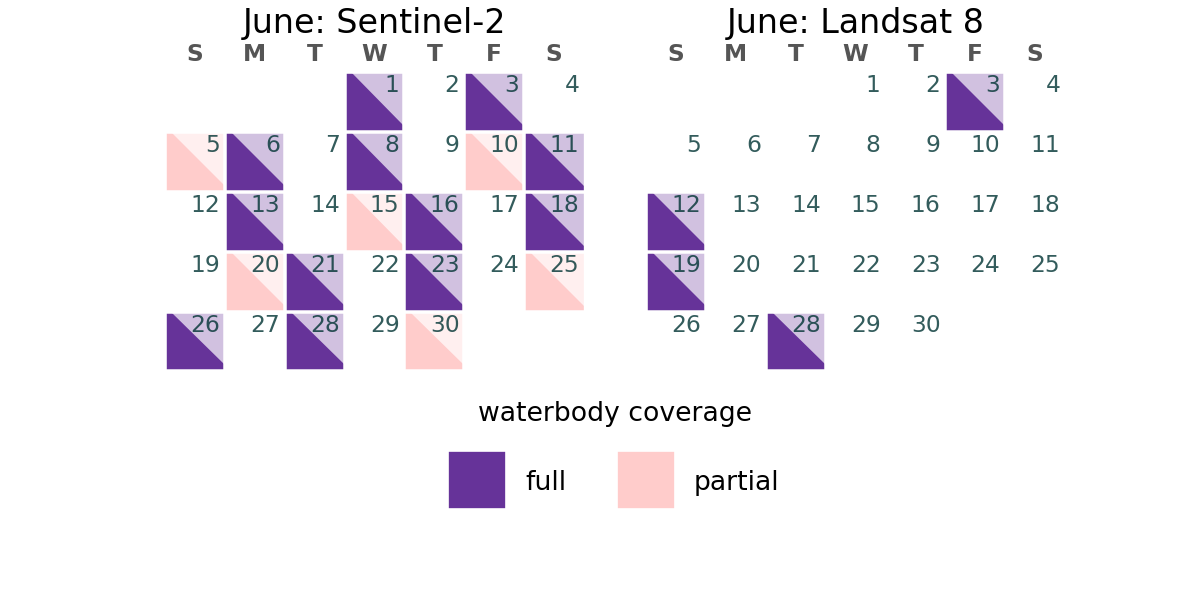 June: Sentinel-2
S M T W T F S
1 2 3 4
5 6 7 8 9 10 11
12 13 14 15 16 17 18
19 20 21 22 23 24 25
26 27 28 29 30
June: Landsat 8
S M T W T F S
1 2 3 4
5 6 7 8 9 10 11
12 13 14 15 16 17 18
19 20 21 22 23 24 25
26 27 28 29 30
waterbody coverage
full partial